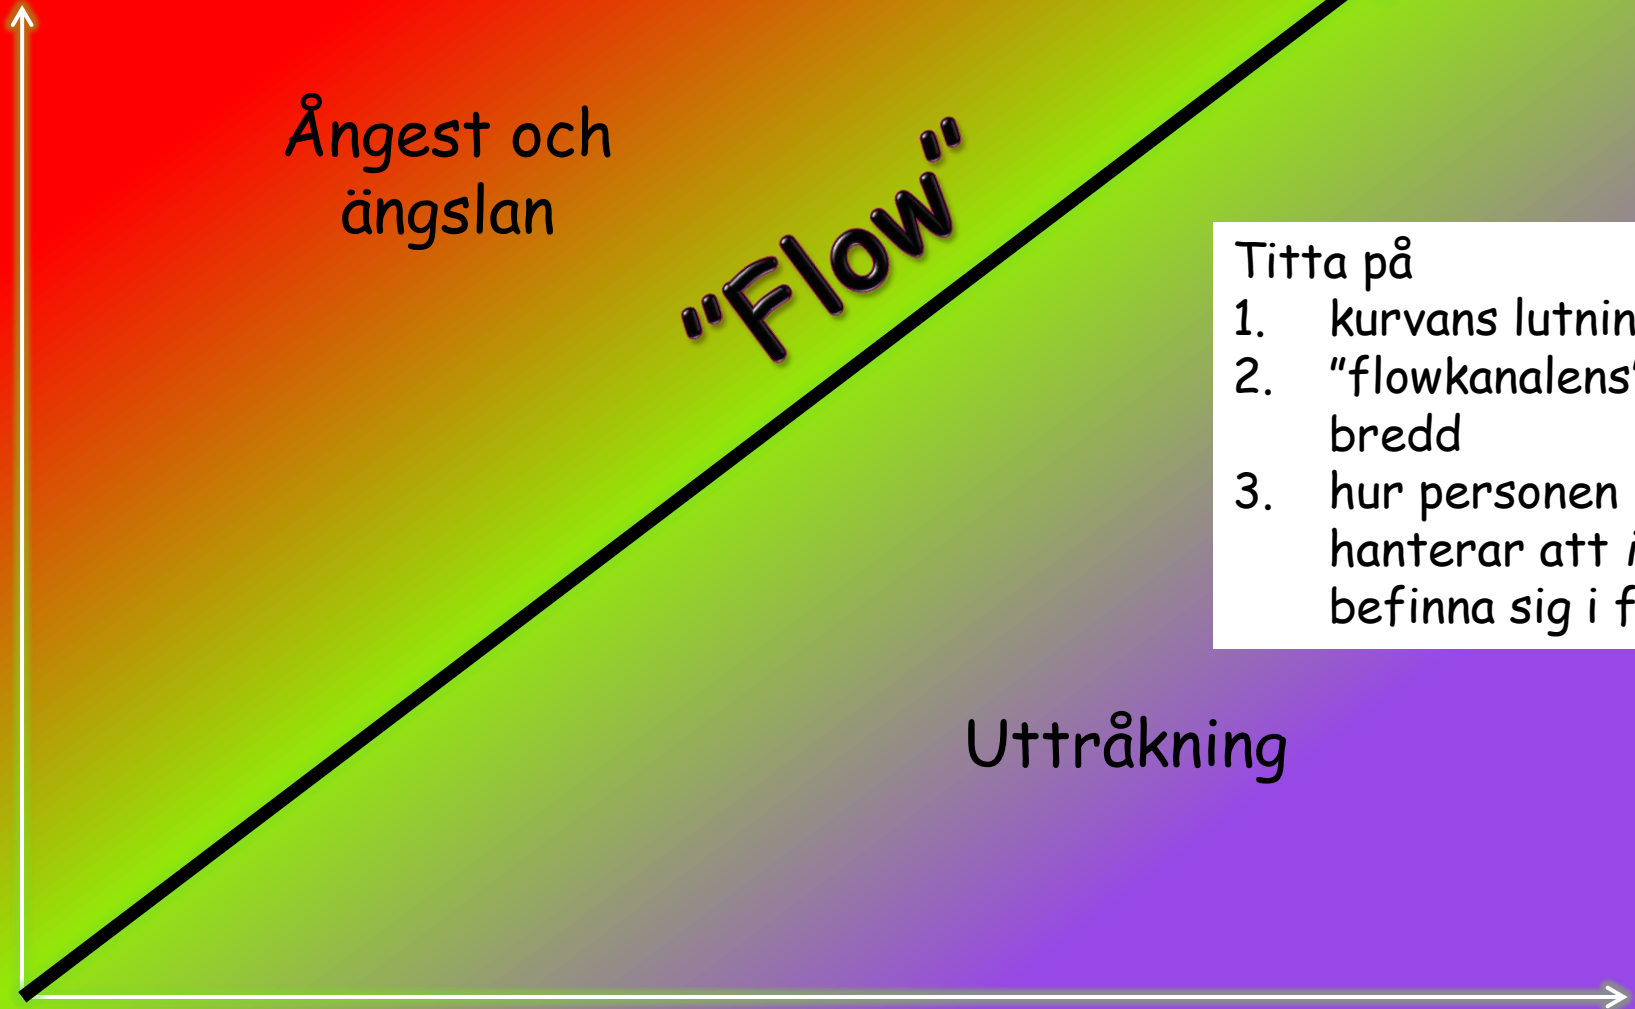 Ångest och
ängslan
"Flow"
Titta på
1. kurvans lutnin
2. ”flowkanalens”
bredd
3. hur personen
hanterar att
befinna sig i f
Uttråkning